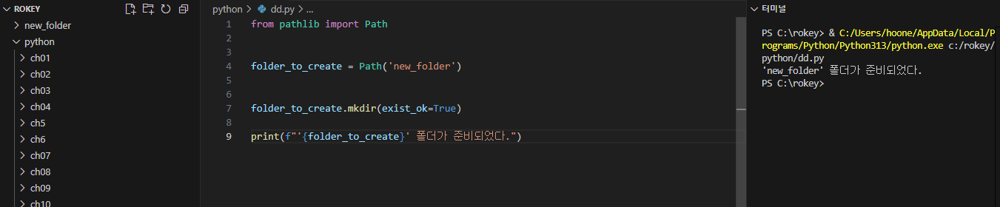 ROKEY
new_folder
python
ch01
ch02
ch03
ch04
ch5
ch6
ch07
ch08
ch09
ch10
python > dd.py > ...
1 from pathlib import Path
2
3
4 folder_to_create = Path('new_folder')
5
6
7 folder_to_create.mkdir(exist_ok=True)
8
9 print(f"'{folder_to_create}' 폴더가 준비되었다.")
터미널
PS C:\rokey> & C:/Users/hoone/AppData/Local/P
rograms/Python/Python313/python.exe c:/rokey/
python/dd.py
'new_folder' 폴더가 준비되었다.
PS C:\rokey>